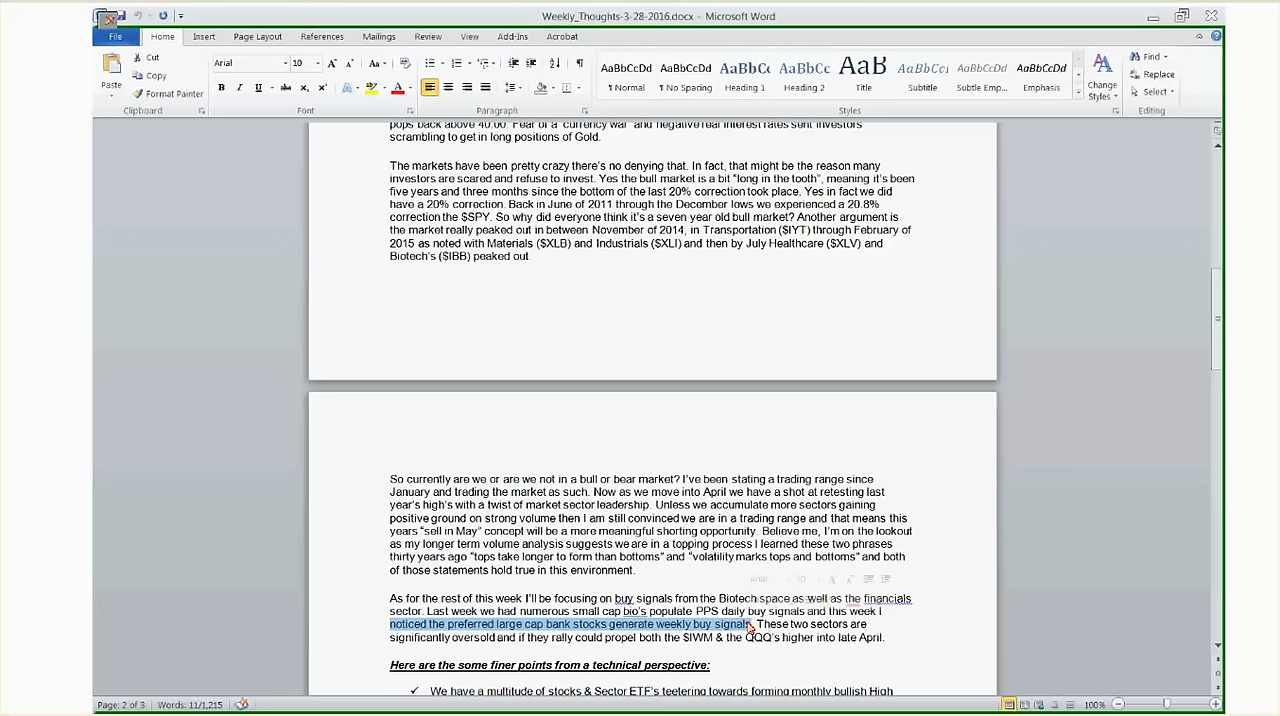 Weekly_Thoughts-3-28-2016.docx - Microsoft Word
File Home Insert Page Layout References Mailings Review View Add-Ins Acrobat
Cut
Copy
Format Painter
Paste
Clipboard
Arial 10
Font
Paragraph
AaBbCcDd AaBbCcDd AaBbCc AaBbCc AaB AaBbCcI AaBbCcDd AaBbCcDd
¶ Normal ¶ No Spacing Heading 1 Heading 2 Title Subtitle Subtle Emp... Emphasis
Change
Styles
Styles
Find
Replace
Select
Editing
pops back above 40.00. Fear of a "currency war" and negative real interest rates sent investors
scrambling to get in long positions of Gold.
The markets have been pretty crazy there's no denying that. In fact, that might be the reason many
investors are scared and refuse to invest. Yes the bull market is a bit "long in the tooth", meaning it's been
five years and three months since the bottom of the last 20% correction took place. Yes in fact we did
have a 20% correction. Back in June of 2011 through the December lows we experienced a 20.8%
correction the $SPY. So why did everyone think it's a seven year old bull market? Another argument is
the market really peaked out in between November of 2014, in Transportation ($IYT) through February of
2015 as noted with Materials ($XLB) and Industrials ($XLI) and then by July Healthcare ($XLV) and
Biotech's ($IBB) peaked out.
So currently are we or are we not in a bull or bear market? I've been stating a trading range since
January and trading the market as such. Now as we move into April we have a shot at retesting last
year's high's with a twist of market sector leadership. Unless we accumulate more sectors gaining
positive ground on strong volume then I am still convinced we are in a trading range and that means this
years "sell in May" concept will be a more meaningful shorting opportunity. Believe me, I'm on the lookout
as my longer term volume analysis suggests we are in a topping process I learned these two phrases
thirty years ago "tops take longer to form than bottoms" and "volatility marks tops and bottoms" and both
of those statements hold true in this environment.
As for the rest of this week I'll be focusing on buy signals from the Biotech space as well as the financials
sector. Last week we had numerous small cap bio's populate PPS daily buy signals and this week I
noticed the preferred large cap bank stocks generate weekly buy signals. These two sectors are
significantly oversold and if they rally could propel both the $IWM & the QQQ's higher into late April.
Here are the some finer points from a technical perspective:
✓ We have a multitude of stocks & Sector ETF's teetering towards forming monthly bullish High
Page: 2 of 3 Words: 11/1,215 100%